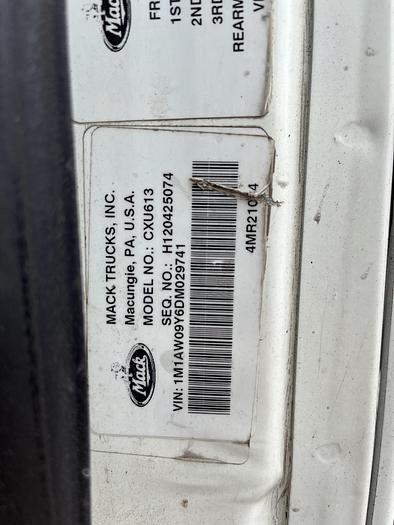 Mack
FR
1ST
2ND
3RD
REARM
VI
MACK TRUCKS, INC.
Macungie, PA, U.S.A.
MODEL NO.: CXU613
SEQ. NO.: H120425074
Mack
VIN: 1M1AW09Y6DM029741